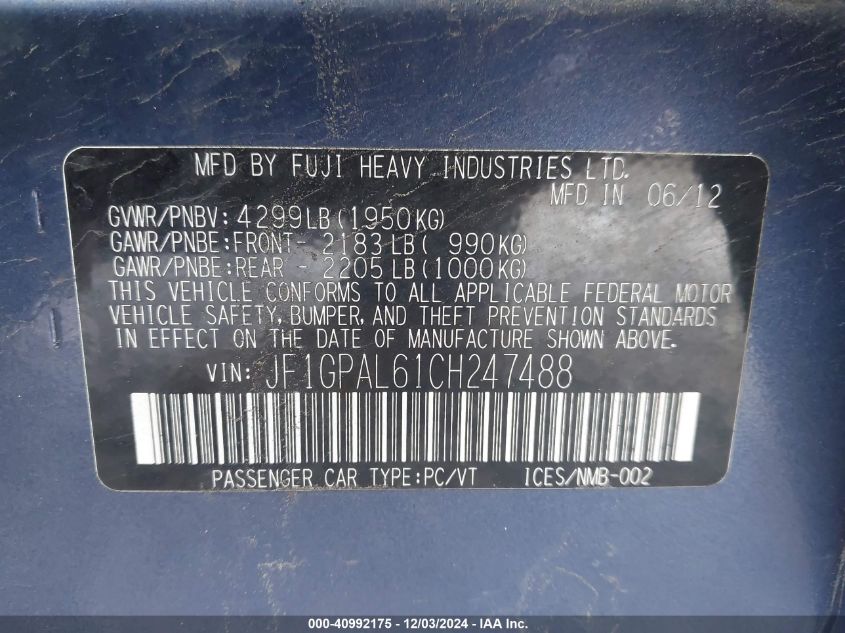 MFD BY FUJI HEAVY INDUSTRIES LTD.
MFD IN 06/12
GVWR/PNBV: 4299LB(1950KG)
GAWR/PNBE:FRONT- 2183LB( 990KG)
GAWR/PNBE:REAR - 2205LB(1000KG)
THIS VEHICLE CONFORMS TO ALL APPLICABLE FEDERAL MOTOR
VEHICLE SAFETY, BUMPER, AND THEFT PREVENTION STANDARDS
IN EFFECT ON THE DATE OF MANUFACTURE SHOWN ABOVE.
VIN: JF1GPAL61CH247488
PASSENGER CAR TYPE:PC/VT ICES/NMB-002
000-40992175 - 12/03/2024 - IAA Inc.